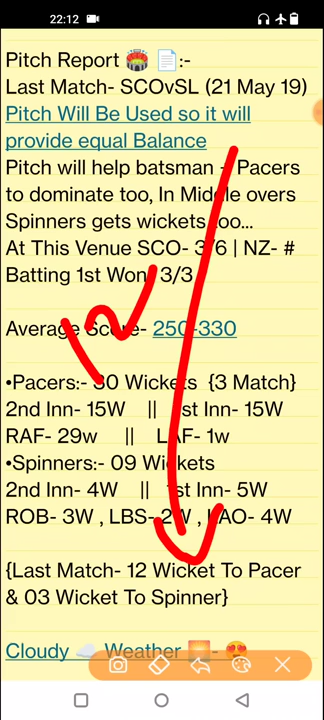 22:12
Pitch Report 🏟 📄:-
Last Match- SCOvSL (21 May 19)
Pitch Will Be Used so it will
provide equal Balance
Pitch will help batsman - Pacers
to dominate too, In Middle overs
Spinners gets wickets too...
At This Venue SCO- 3/6 | NZ- #
Batting 1st Won- 3/3
Average Score- 250-330
•Pacers:- 30 Wickets {3 Match}
2nd Inn- 15W || 1st Inn- 15W
RAF- 29w || LAF- 1w
•Spinners:- 09 Wickets
2nd Inn- 4W || 1st Inn- 5W
ROB- 3W , LBS- 2W , LAO- 4W
{Last Match- 12 Wicket To Pacer
& 03 Wicket To Spinner}
Cloudy ☁️ Weather 🌅- 😍